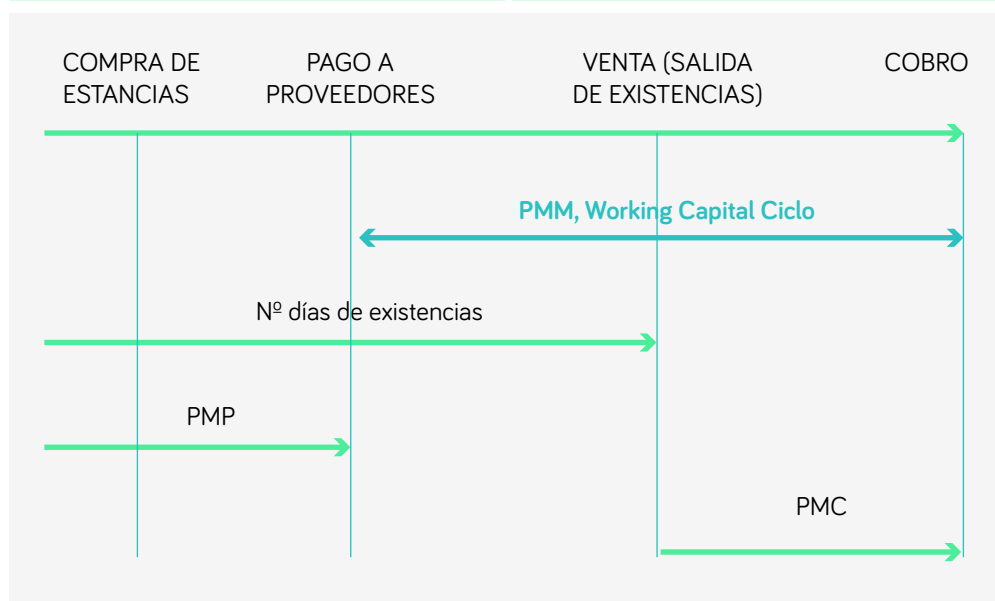 COMPRA DE
ESTANCIAS
PAGO A
PROVEEDORES
VENTA (SALIDA
DE EXISTENCIAS)
COBRO
PMM, Working Capital Ciclo
Nº días de existencias
PMP
PMC